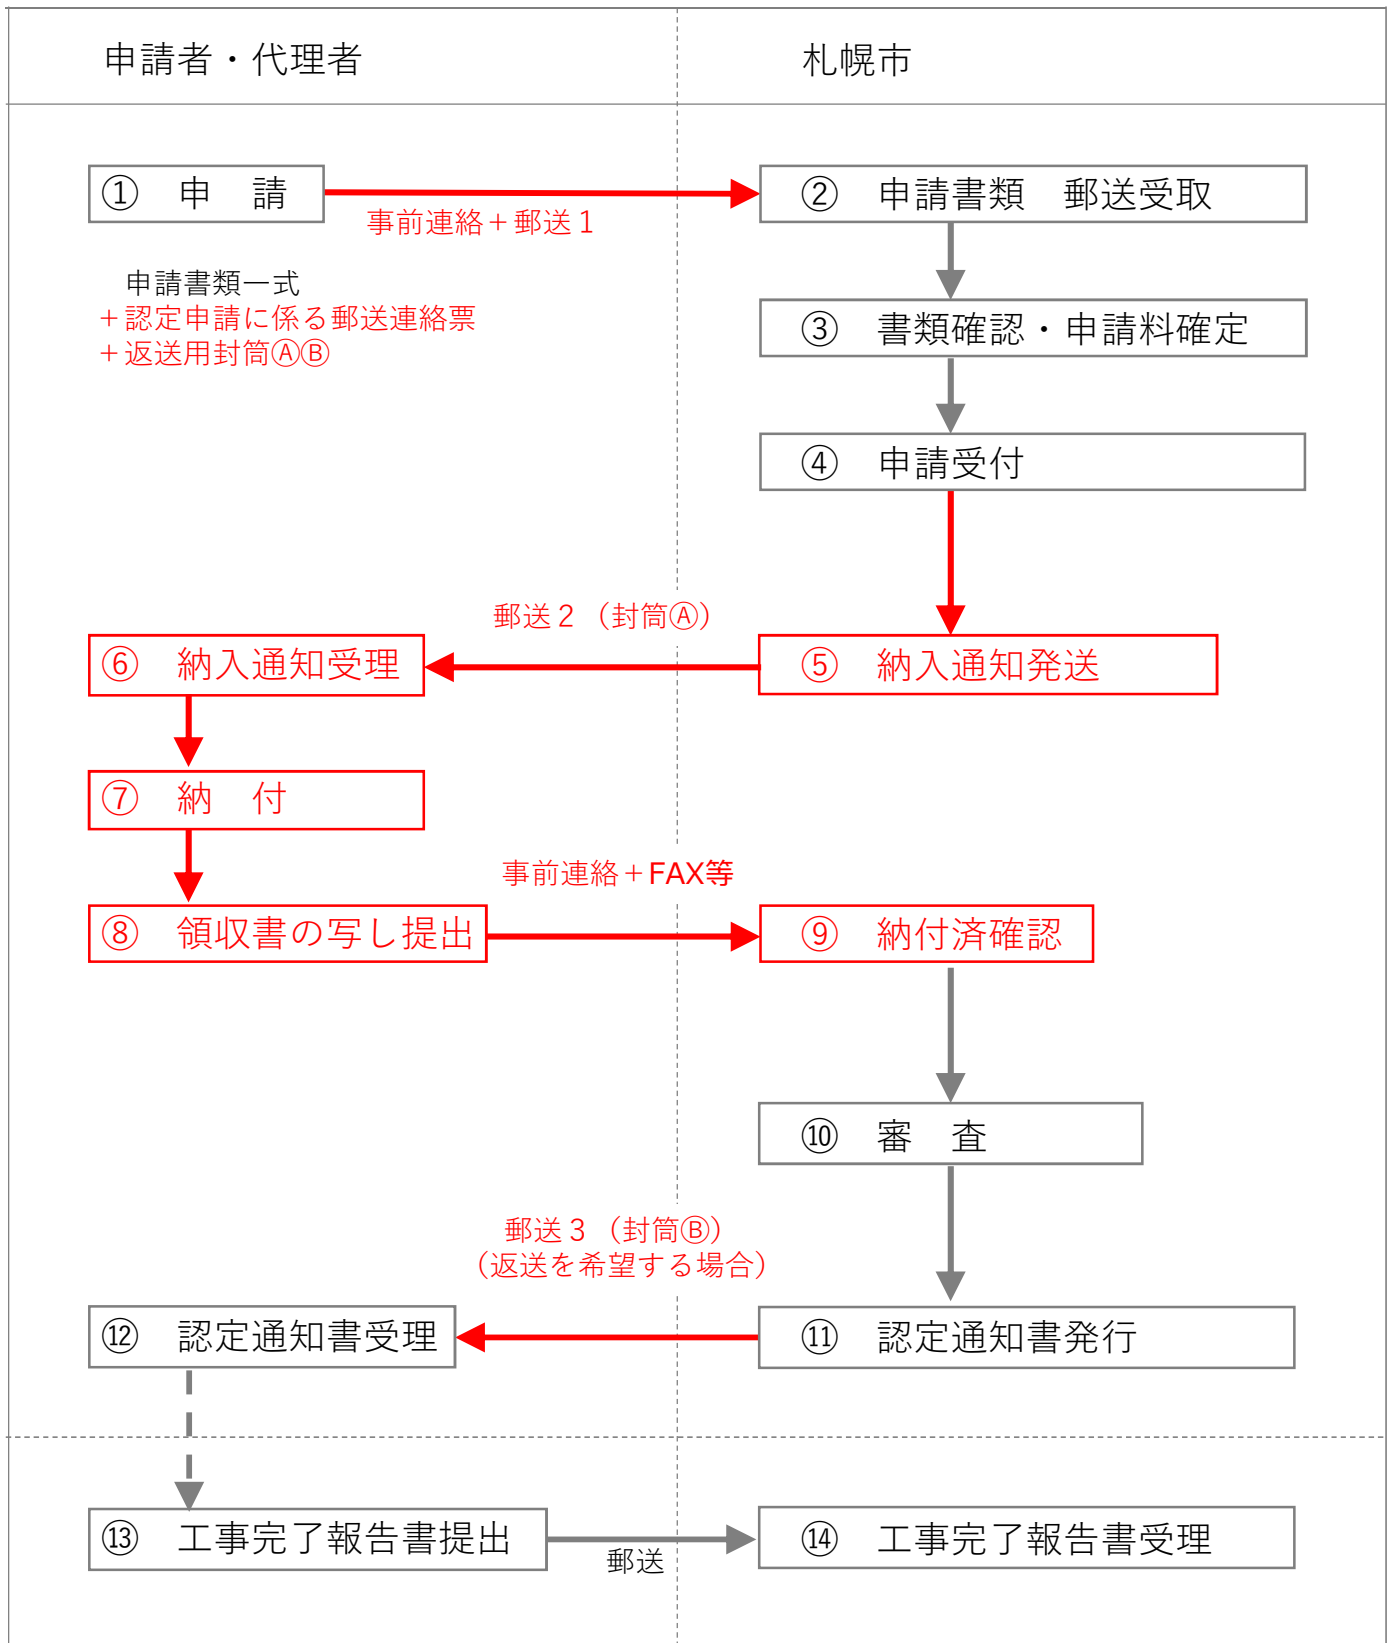 申請者・代理者
札幌市
① 申　請
事前連絡＋郵送１
② 申請書類　郵送受取
申請書類一式
＋認定申請に係る郵送連絡票
＋返送用封筒ⒶⒷ
③ 書類確認・申請料確定
④ 申請受付
郵送２（封筒Ⓐ）
⑥ 納入通知受理
⑤ 納入通知発送
⑦ 納　付
事前連絡＋FAX等
⑧ 領収書の写し提出
⑨ 納付済確認
⑩ 審　査
郵送３（封筒Ⓑ）
（返送を希望する場合）
⑫ 認定通知書受理
⑪ 認定通知書発行
⑬ 工事完了報告書提出
郵送
⑭ 工事完了報告書受理